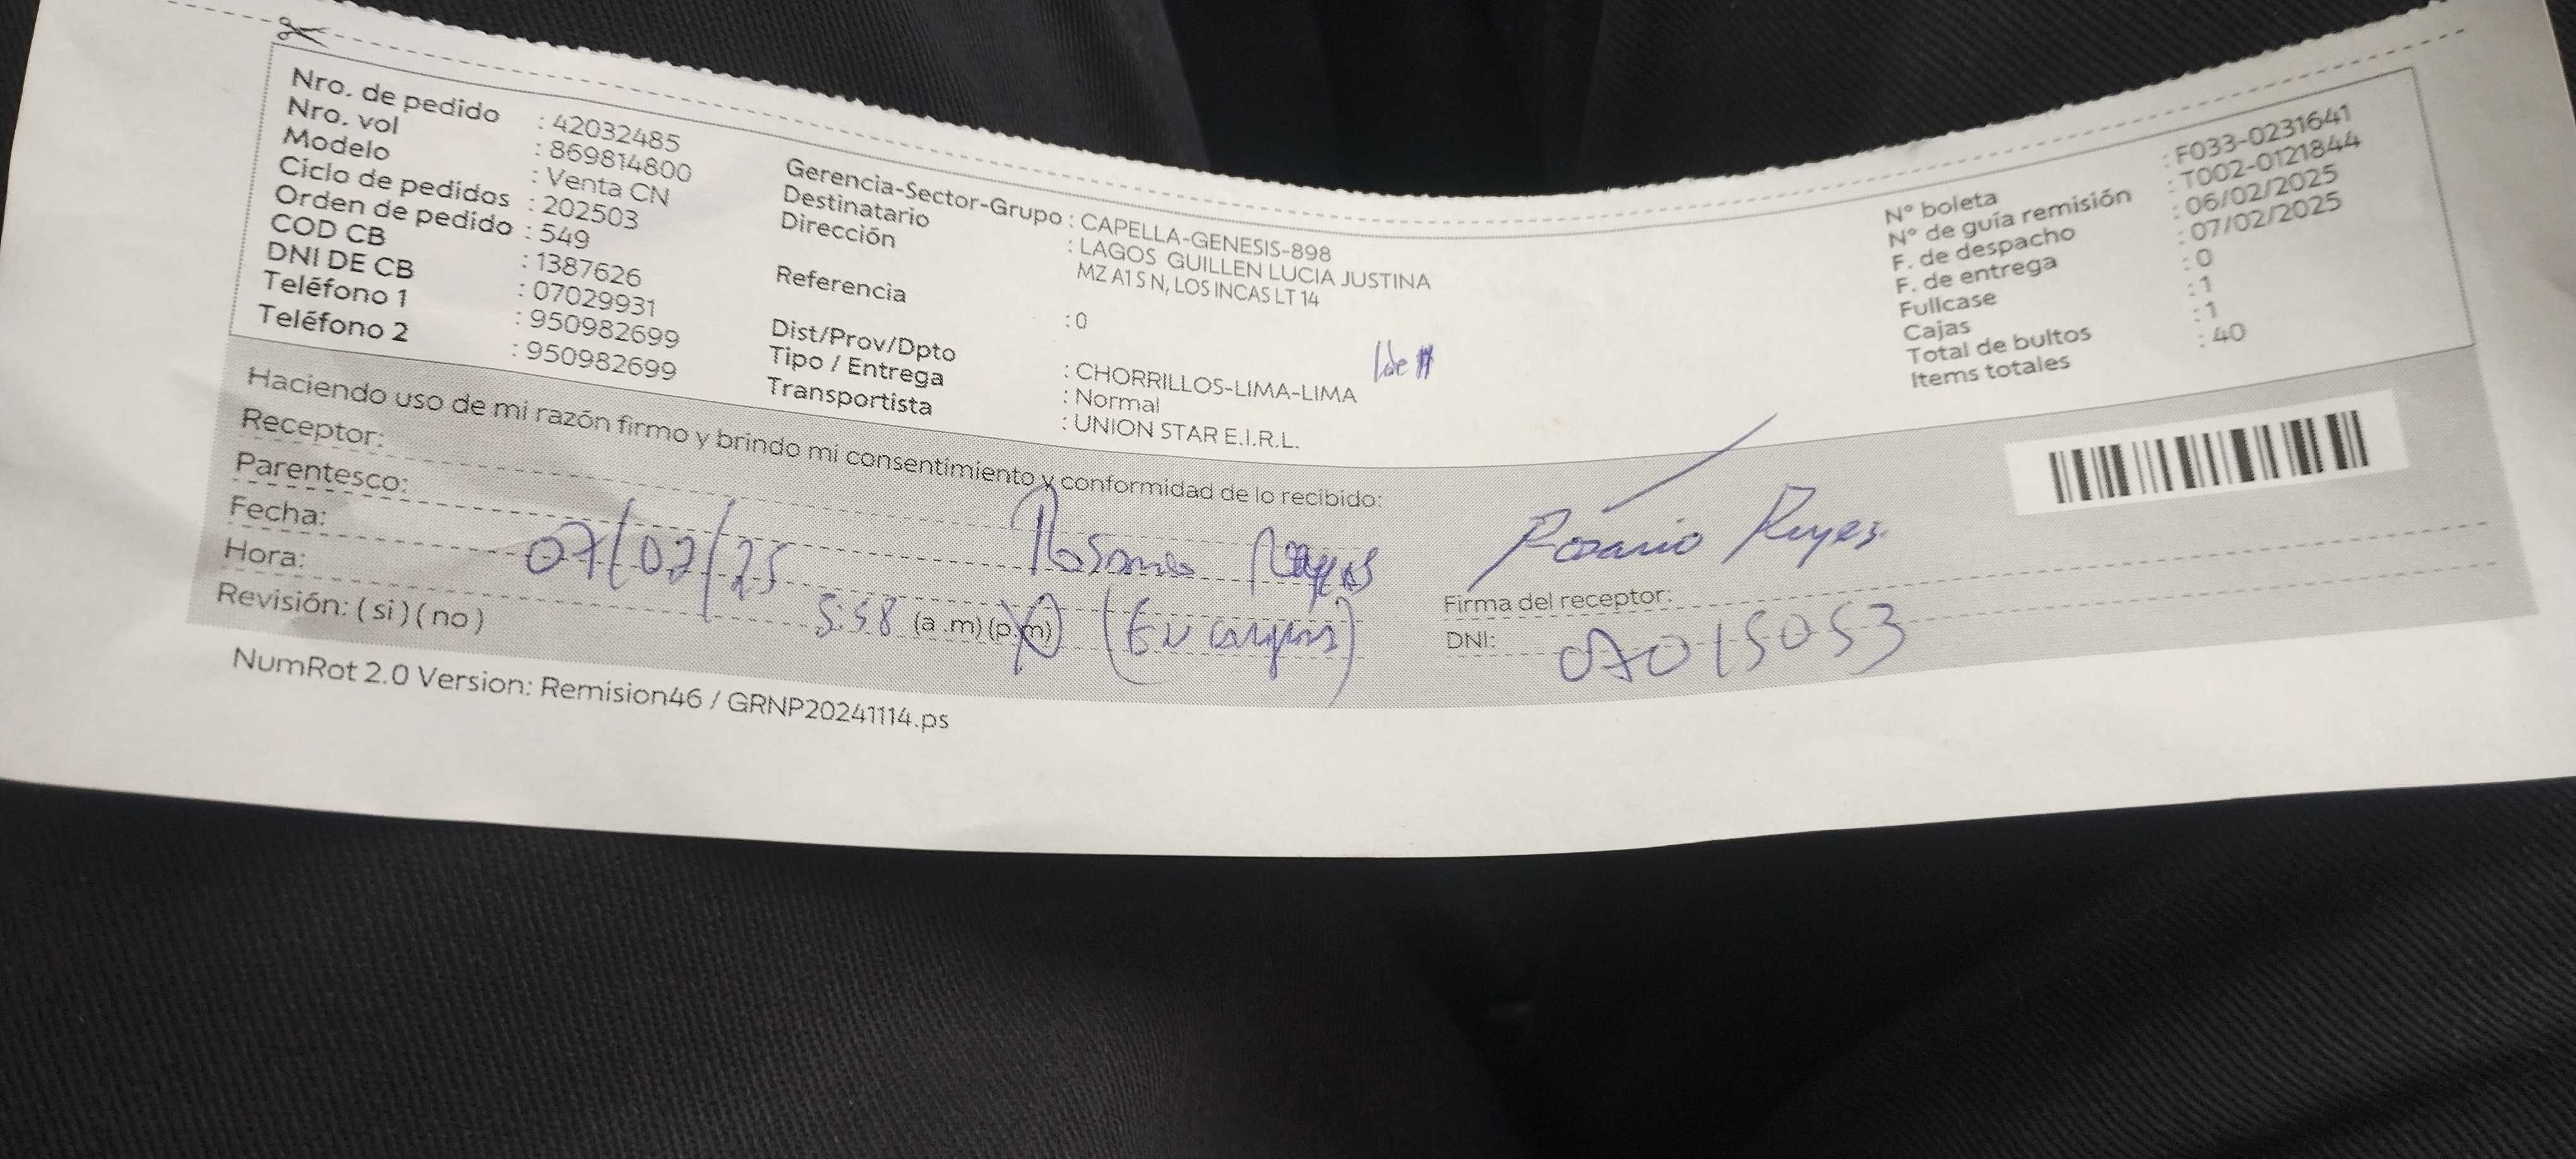 Nro. de pedido : 42032485
Nro. vol : 869814800
Modelo : Venta CN
Ciclo de pedidos : 202503
Orden de pedido : 549
COD CB : 1387626
DNI DE CB : 07029931
Teléfono 1 : 950982699
Teléfono 2 : 950982699
Gerencia-Sector-Grupo : CAPELLA-GENESIS-898
Destinatario : LAGOS GUILLEN LUCIA JUSTINA
Dirección MZ A1 S N, LOS INCAS LT 14
Referencia : 0
Dist/Prov/Dpto : CHORRILLOS-LIMA-LIMA
Tipo / Entrega : Normal
Transportista : UNION STAR E.I.R.L.
N° boleta : F033-0231641
N° de guía remisión : T002-0121844
F. de despacho : 06/02/2025
F. de entrega : 07/02/2025
Fullcase : 0
Cajas : 1
Total de bultos : 1
Items totales : 40
Haciendo uso de mi razón firmo y brindo mi consentimiento y conformidad de lo recibido:
Receptor:
Parentesco:
Fecha: 07/02/25
Hora: 5:58 (a .m) (p.m)
Revisión: ( si ) ( no )
Rosario Reyes
Rosario Reyes
Firma del receptor:
DNI: 07015053
NumRot 2.0 Version: Remision46 / GRNP20241114.ps